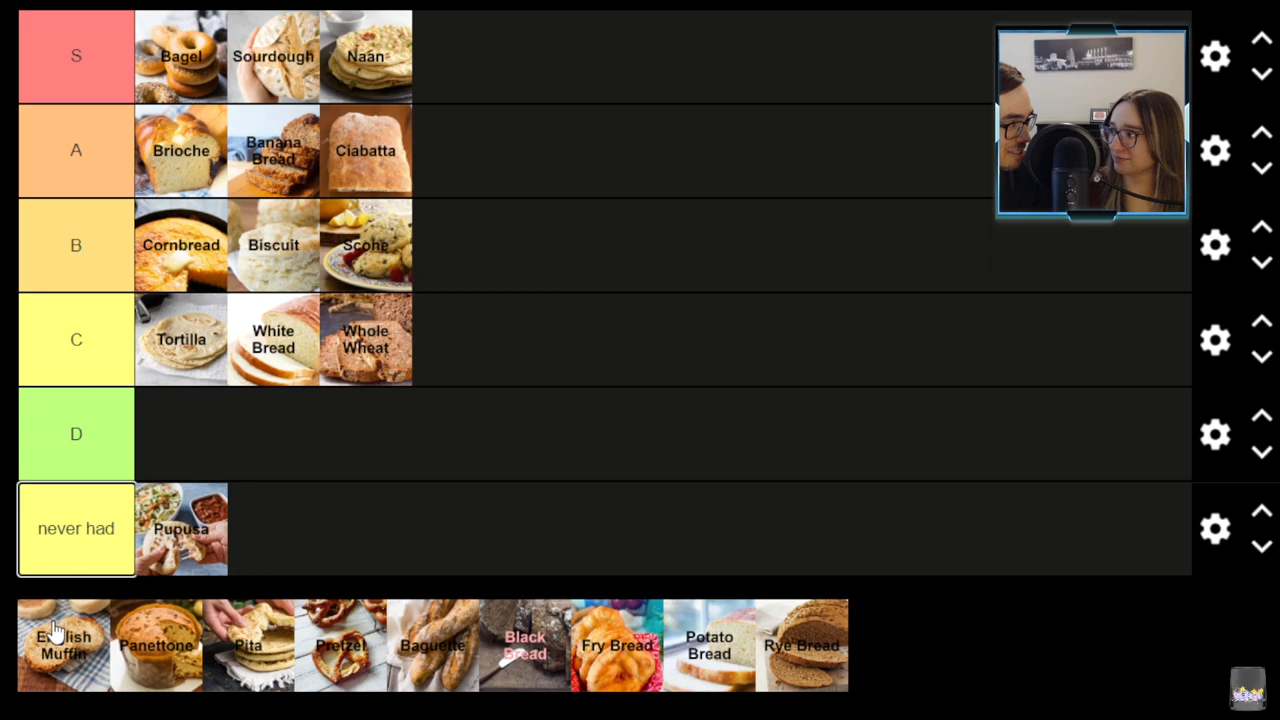 S
Bagel
Sourdough
Naan
A
Brioche
Banana
Bread
Ciabatta
B
Cornbread
Biscuit
Scone
C
Tortilla
White
Bread
Whole
Wheat
D
never had
Pupusa
English
Muffin
Panettone
Pita
Pretzel
Baguette
Black
Bread
Fry Bread
Potato
Bread
Rye Bread